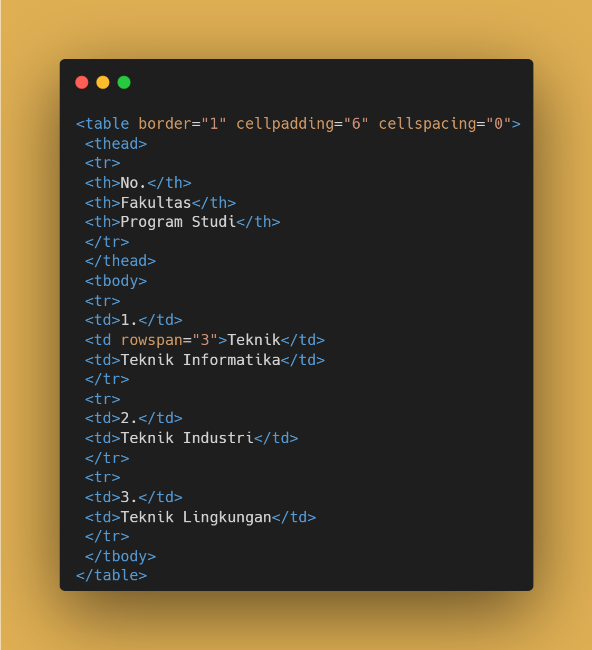 <table border="1" cellpadding="6" cellspacing="0">
<thead>
<tr>
<th>No.</th>
<th>Fakultas</th>
<th>Program Studi</th>
</tr>
</thead>
<tbody>
<tr>
<td>1.</td>
<td rowspan="3">Teknik</td>
<td>Teknik Informatika</td>
</tr>
<tr>
<td>2.</td>
<td>Teknik Industri</td>
</tr>
<tr>
<td>3.</td>
<td>Teknik Lingkungan</td>
</tr>
</tbody>
</table>